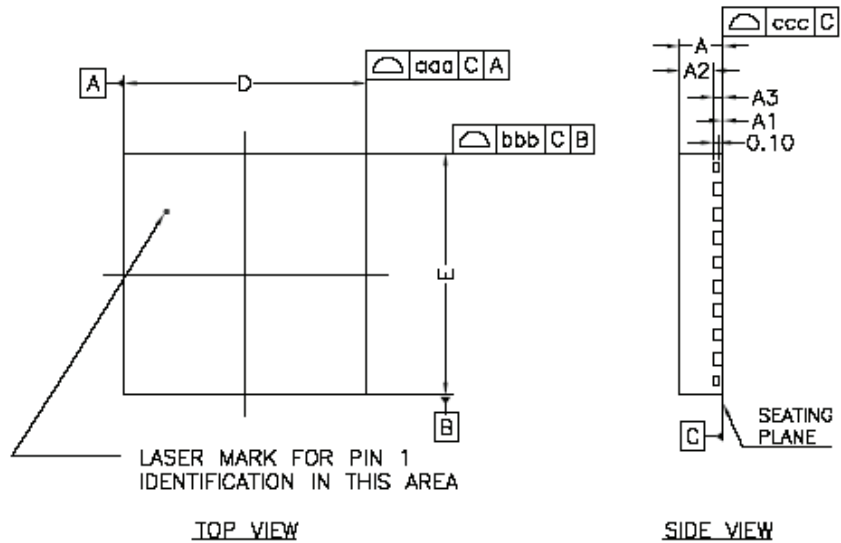 A
D
aaa C A
bbb C B
E
B
LASER MARK FOR PIN 1
IDENTIFICATION IN THIS AREA
TOP VIEW
ccc C
A
A2
A3
A1
0.10
C
SEATING
PLANE
SIDE VIEW